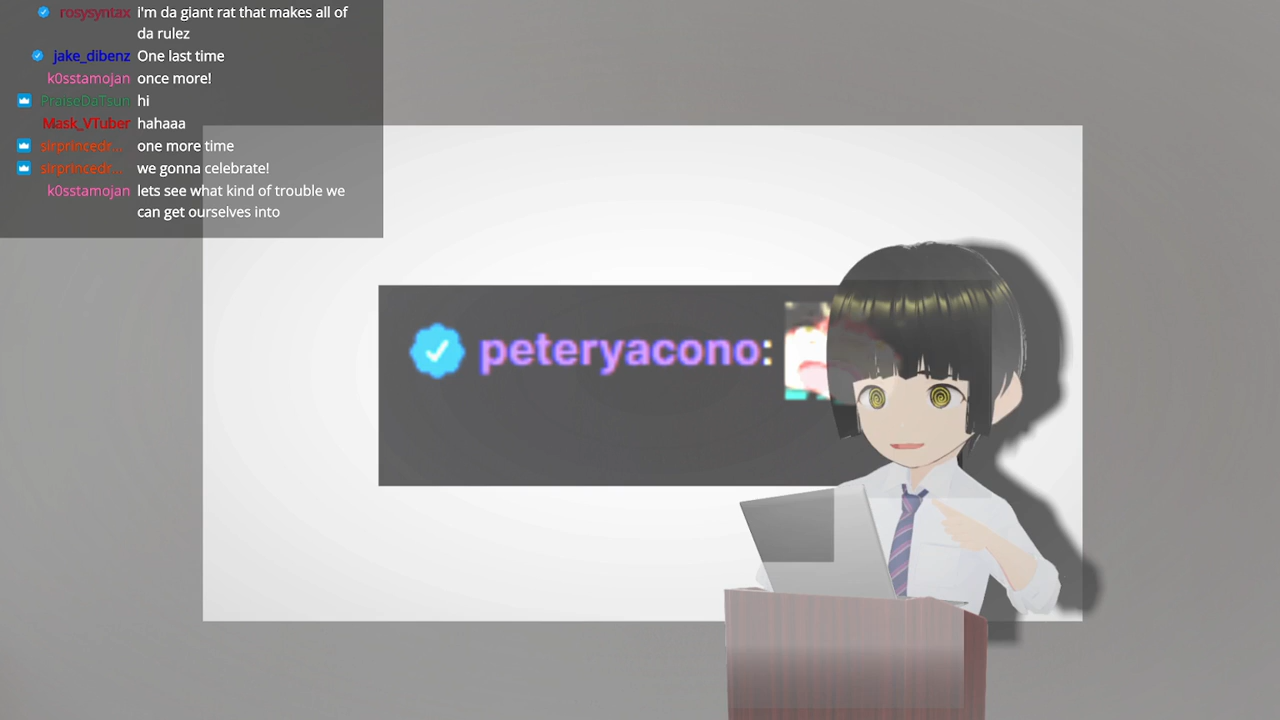 rosysyntax i'm da giant rat that makes all of
da rulez
jake_dibenz One last time
k0sstamojan once more!
PraiseDaTsun hi
Mask_VTuber hahaaa
sirprincedr... one more time
sirprincedr... we gonna celebrate!
k0sstamojan lets see what kind of trouble we
can get ourselves into
peteryacono: